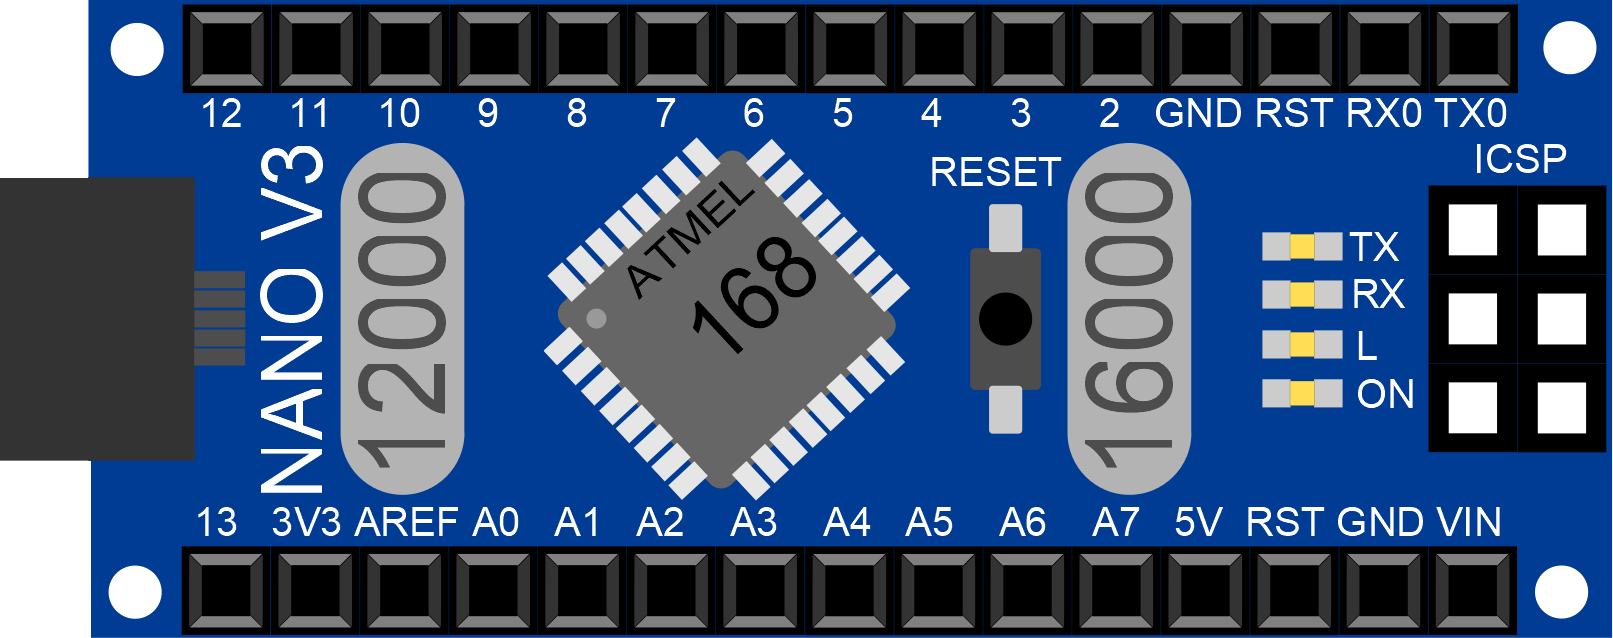 12 11 10 9 8 7 6 5 4 3 2 GND RST RX0 TX0
NANO V3
12000
ATMEL
168
RESET
16000
ICSP
TX
RX
L
ON
13 3V3 AREF A0 A1 A2 A3 A4 A5 A6 A7 5V RST GND VIN